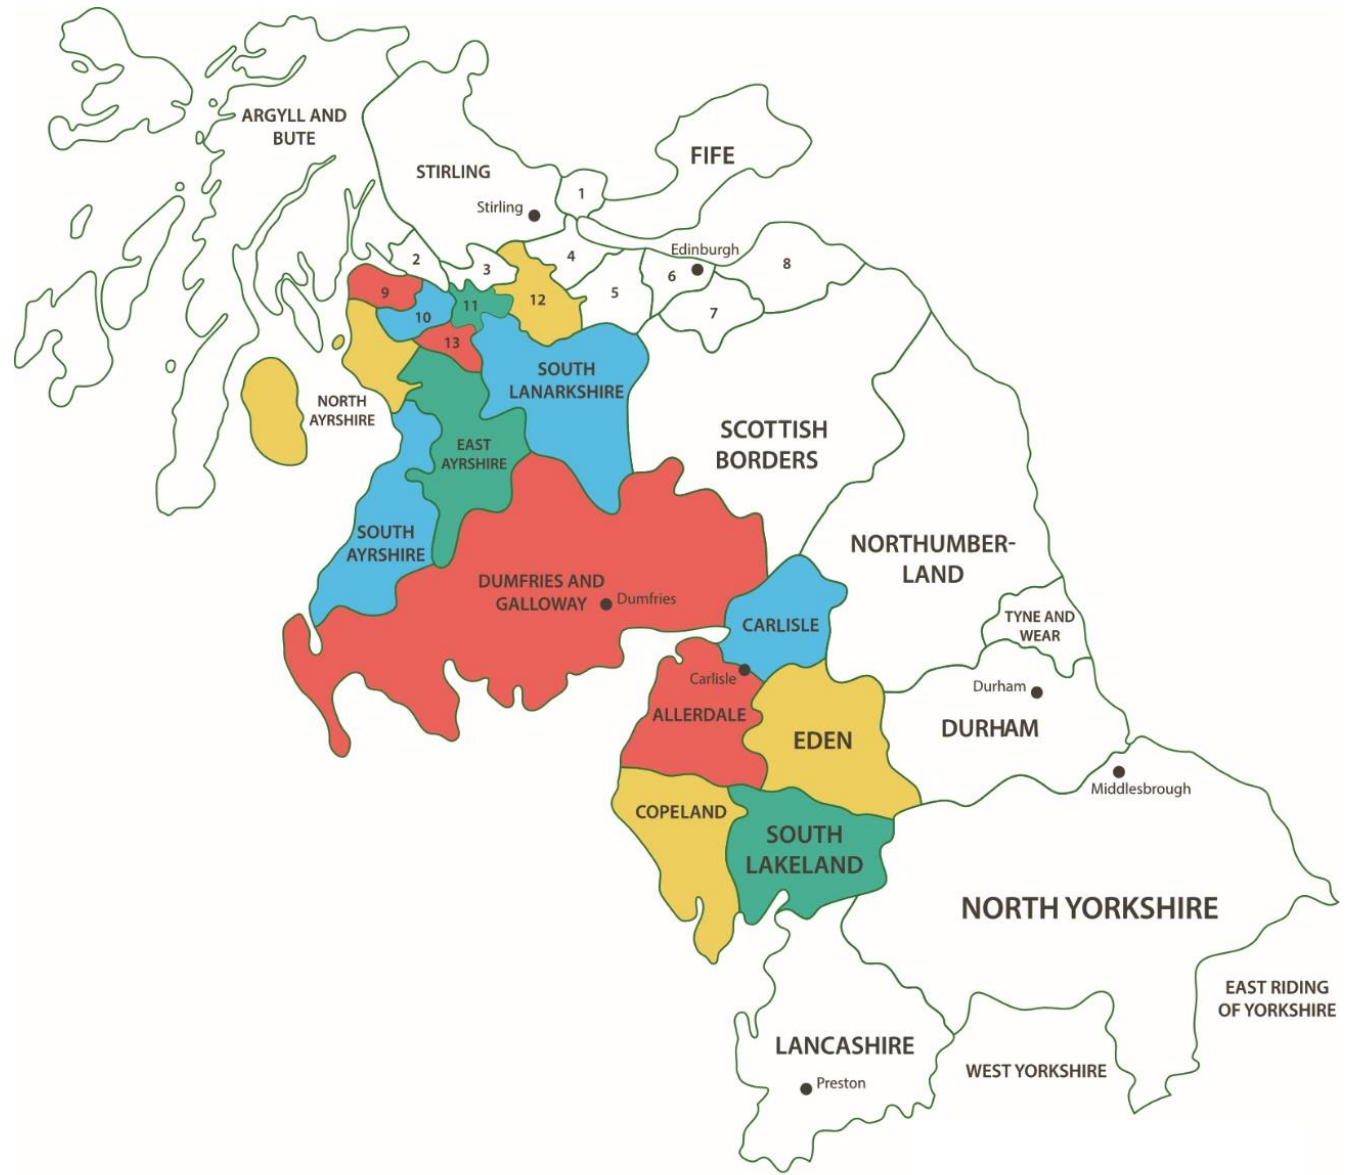 ARGYLL AND
BUTE
STIRLING
Stirling
FIFE
1
2
3
4
5
Edinburgh
6
7
8
9
10
11
12
13
NORTH
AYRSHIRE
SOUTH
LANARKSHIRE
EAST
AYRSHIRE
SCOTTISH
BORDERS
SOUTH
AYRSHIRE
DUMFRIES AND
GALLOWAY
Dumfries
NORTHUMBER-
LAND
CARLISLE
Carlisle
TYNE AND
WEAR
Durham
DURHAM
ALLERDALE
EDEN
Middlesbrough
COPELAND
SOUTH
LAKELAND
NORTH YORKSHIRE
EAST RIDING
OF YORKSHIRE
LANCASHIRE
Preston
WEST YORKSHIRE